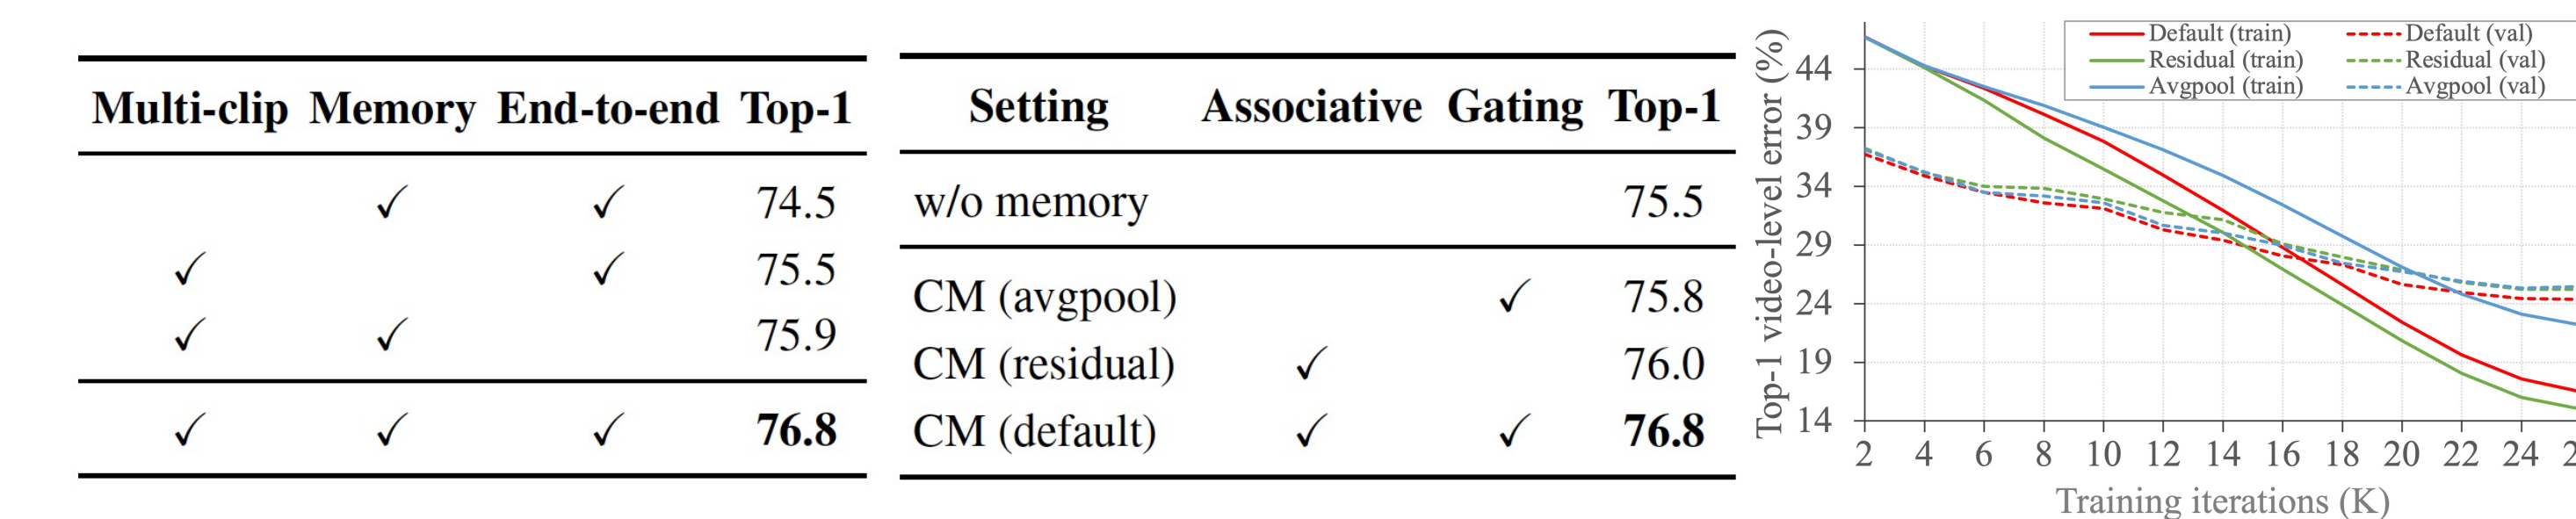 Multi-clip Memory End-to-end Top-1
✓ ✓ 74.5
✓ ✓ 75.5
✓ ✓ 75.9
✓ ✓ ✓ 76.8
Setting Associative Gating Top-1
w/o memory 75.5
CM (avgpool) ✓ 75.8
CM (residual) ✓ 76.0
CM (default) ✓ ✓ 76.8
Top-1 video-level error (%)
Default (train) Default (val)
Residual (train) Residual (val)
Avgpool (train) Avgpool (val)
44
39
34
29
24
19
14
2 4 6 8 10 12 14 16 18 20 22 24
Training iterations (K)